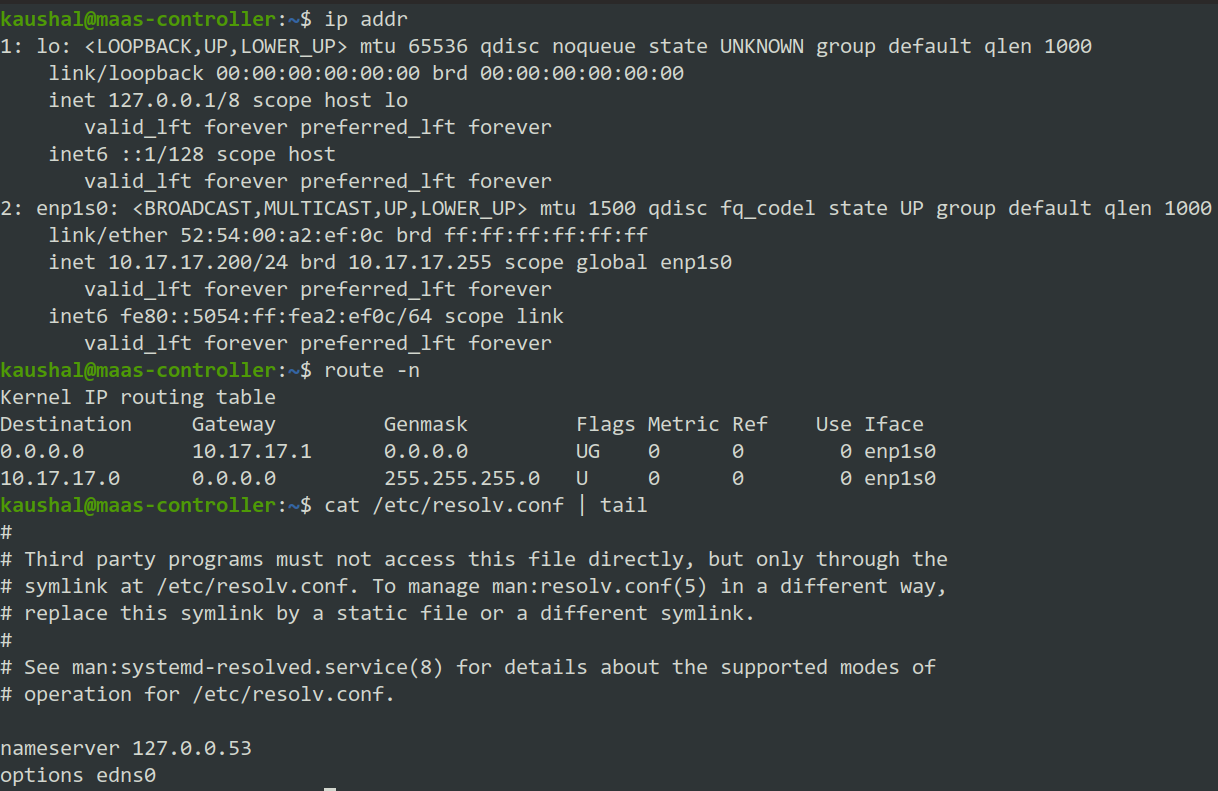 kaushal@maas-controller:~$ ip addr
1: lo: <LOOPBACK,UP,LOWER_UP> mtu 65536 qdisc noqueue state UNKNOWN group default qlen 1000
    link/loopback 00:00:00:00:00:00 brd 00:00:00:00:00:00
    inet 127.0.0.1/8 scope host lo
       valid_lft forever preferred_lft forever
    inet6 ::1/128 scope host
       valid_lft forever preferred_lft forever
2: enp1s0: <BROADCAST,MULTICAST,UP,LOWER_UP> mtu 1500 qdisc fq_codel state UP group default qlen 1000
    link/ether 52:54:00:a2:ef:0c brd ff:ff:ff:ff:ff:ff
    inet 10.17.17.200/24 brd 10.17.17.255 scope global enp1s0
       valid_lft forever preferred_lft forever
    inet6 fe80::5054:ff:fea2:ef0c/64 scope link
       valid_lft forever preferred_lft forever
kaushal@maas-controller:~$ route -n
Kernel IP routing table
Destination     Gateway         Genmask         Flags Metric Ref    Use Iface
0.0.0.0         10.17.17.1      0.0.0.0         UG    0      0        0 enp1s0
10.17.17.0      0.0.0.0         255.255.255.0   U     0      0        0 enp1s0
kaushal@maas-controller:~$ cat /etc/resolv.conf | tail
#
# Third party programs must not access this file directly, but only through the
# symlink at /etc/resolv.conf. To manage man:resolv.conf(5) in a different way,
# replace this symlink by a static file or a different symlink.
#
# See man:systemd-resolved.service(8) for details about the supported modes of
# operation for /etc/resolv.conf.

nameserver 127.0.0.53
options edns0